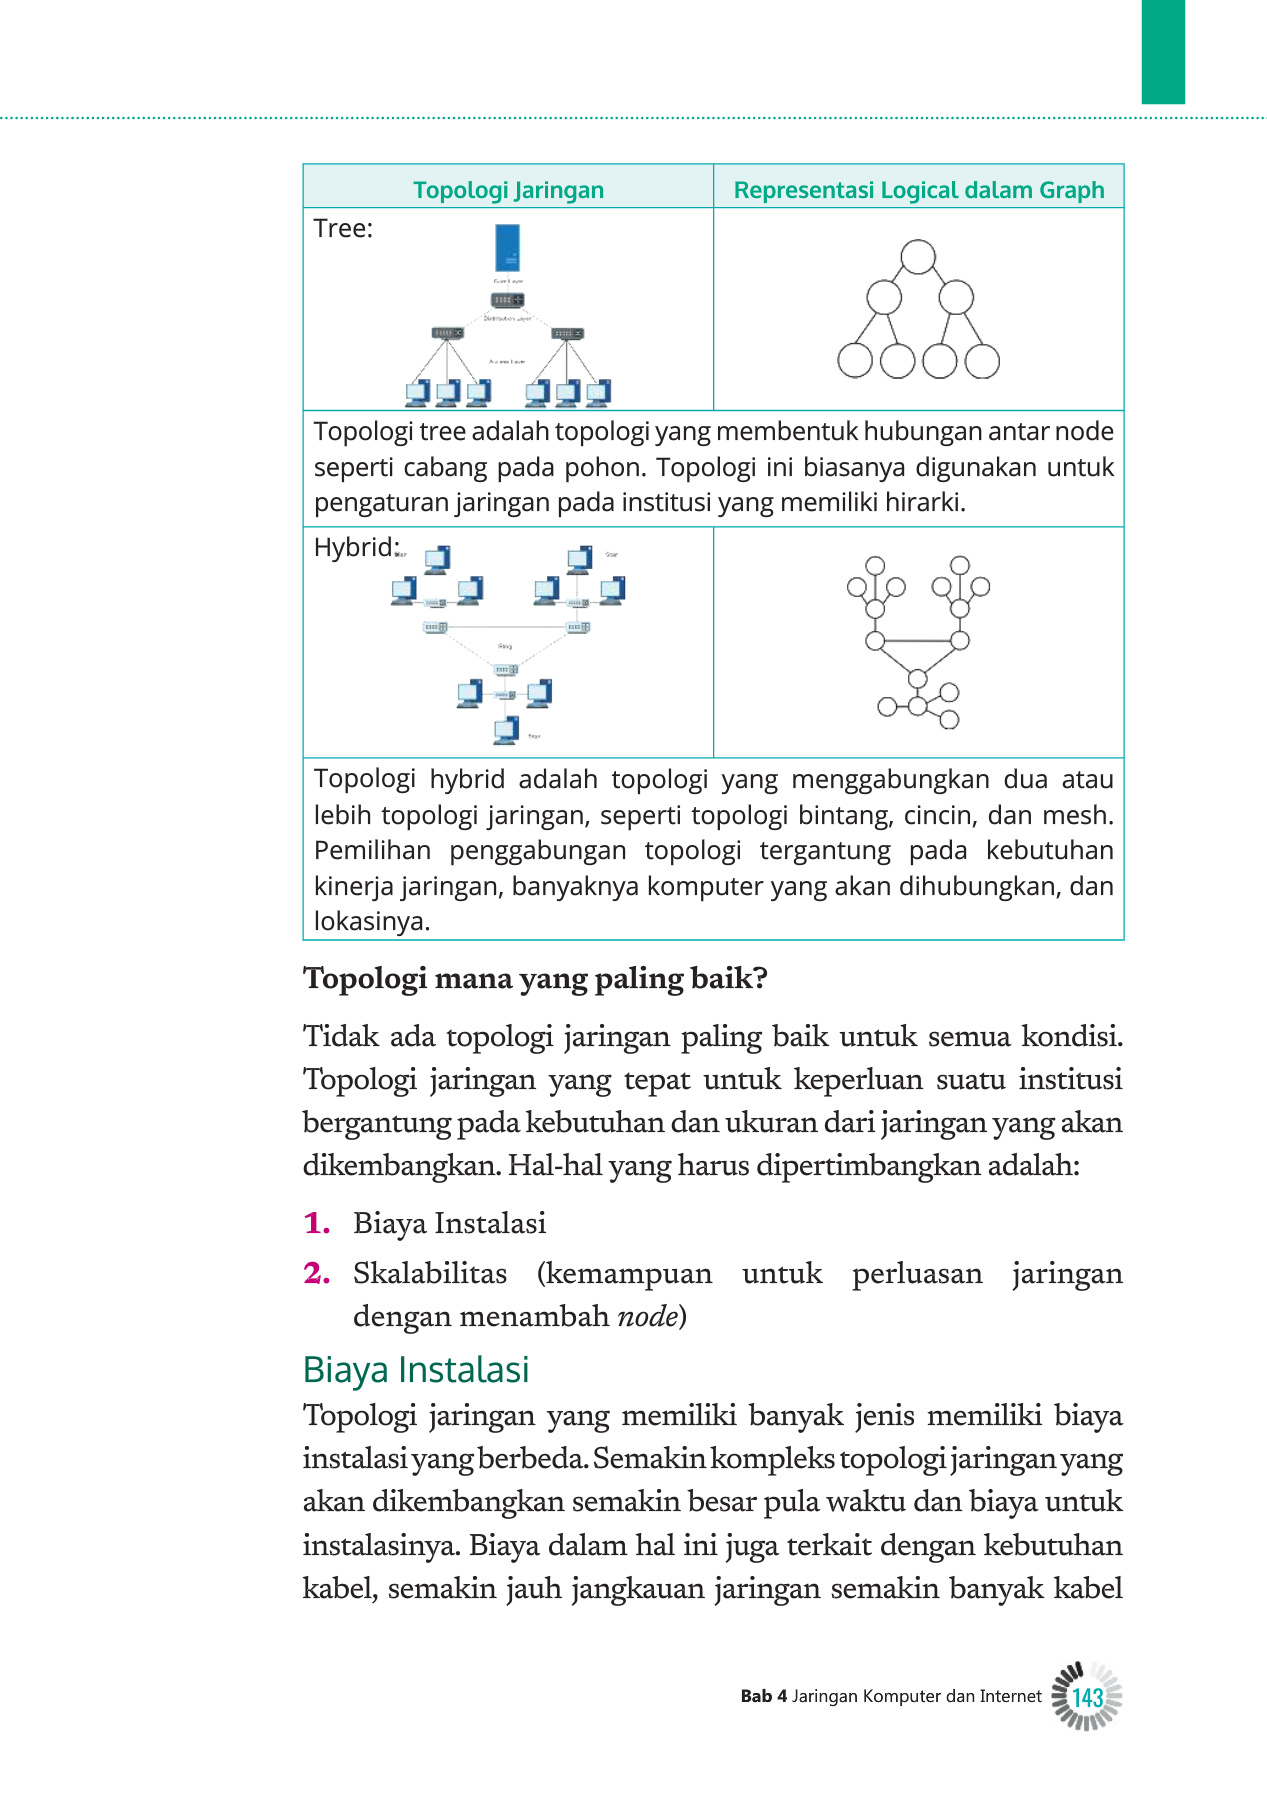 Topologi Jaringan
Representasi Logical dalam Graph
Tree:
Distribution Layer
Access Layer
Topologi tree adalah topologi yang membentuk hubungan antar node
seperti cabang pada pohon. Topologi ini biasanya digunakan untuk
pengaturan jaringan pada institusi yang memiliki hirarki.
Hybrid:
Star
Ring
Star
Topologi hybrid adalah topologi yang menggabungkan dua atau
lebih topologi jaringan, seperti topologi bintang, cincin, dan mesh.
Pemilihan penggabungan topologi tergantung pada kebutuhan
kinerja jaringan, banyaknya komputer yang akan dihubungkan, dan
lokasinya.
Topologi mana yang paling baik?
Tidak ada topologi jaringan paling baik untuk semua kondisi.
Topologi jaringan yang tepat untuk keperluan suatu institusi
bergantung pada kebutuhan dan ukuran dari jaringan yang akan
dikembangkan. Hal-hal yang harus dipertimbangkan adalah:
1. Biaya Instalasi
2. Skalabilitas (kemampuan untuk perluasan jaringan
dengan menambah node)
Biaya Instalasi
Topologi jaringan yang memiliki banyak jenis memiliki biaya
instalasi yang berbeda. Semakin kompleks topologi jaringan yang
akan dikembangkan semakin besar pula waktu dan biaya untuk
instalasinya. Biaya dalam hal ini juga terkait dengan kebutuhan
kabel, semakin jauh jangkauan jaringan semakin banyak kabel
Bab 4 Jaringan Komputer dan Internet
143